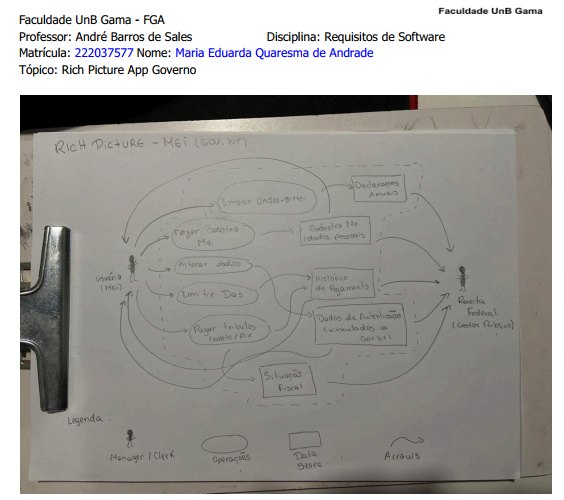 Faculdade UnB Gama
Faculdade UnB Gama - FGA
Professor: André Barros de Sales Disciplina: Requisitos de Software
Matrícula: 222037577 Nome: Maria Eduarda Quaresma de Andrade
Tópico: Rich Picture App Governo
RICH PICTURE - MEI (GOV.BR)
Enviar DASN-SIMEI
Declarações
Anuais
Fazer Cadastro
Mei
Cadastro Mei
(dados pessoais)
Alterar dados
usuário
(Mei)
Emitir Das
Histórico
de Pagamento
Receita
Federal
(Gestor Público)
Pagar tributos
Dados de Autenticação
(vinculados ao
Gov.br)
Situação
Fiscal
Legenda
Manager / Clerk
Operações
Data
Store
Arrows